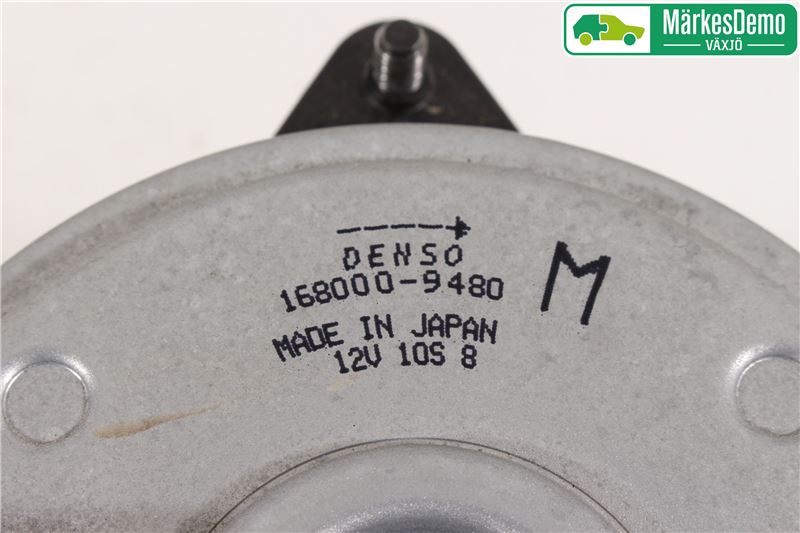 MärkesDemo
VÄXJÖ
DENSO
168000-9480
M
MADE IN JAPAN
12V 10S 8